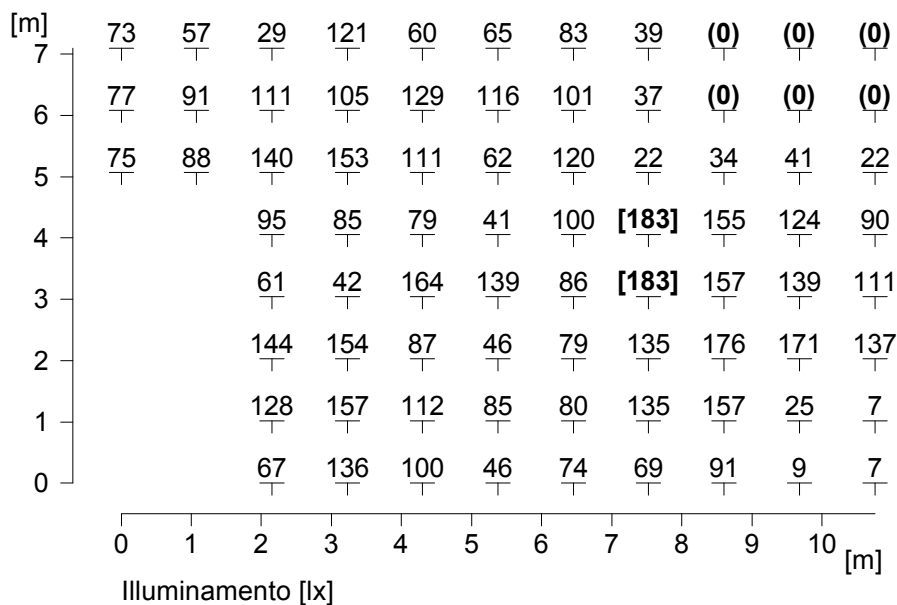 [m] 73 57 29 121 60 65 83 39 (0) (0) (0)
7
77 91 111 105 129 116 101 37 (0) (0) (0)
6
75 88 140 153 111 62 120 22 34 41 22
5
95 85 79 41 100 [183] 155 124 90
4
61 42 164 139 86 [183] 157 139 111
3
144 154 87 46 79 135 176 171 137
2
128 157 112 85 80 135 157 25 7
1
67 136 100 46 74 69 91 9 7
0
0 1 2 3 4 5 6 7 8 9 10 [m]
Illuminamento [lx]